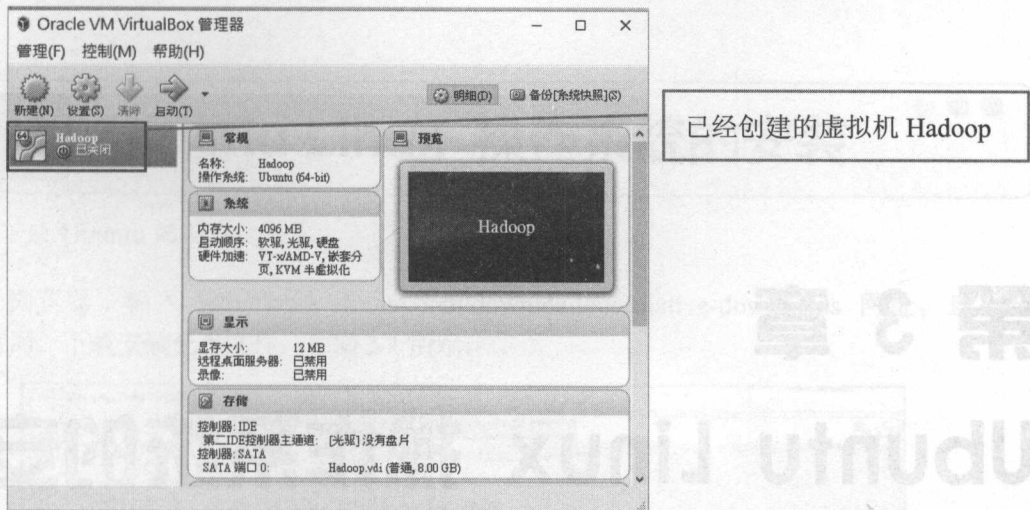 Oracle VM VirtualBox 管理器
管理(F) 控制(M) 帮助(H)
新建(N) 设置(S) 清除 启动(T)
明细(D) 备份[系统快照](S)
Hadoop
已关闭
64
已经创建的虚拟机 Hadoop
常规
名称: Hadoop
操作系统: Ubuntu (64-bit)
系统
内存大小: 4096 MB
启动顺序: 软驱, 光驱, 硬盘
硬件加速: VT-x/AMD-V, 嵌套分
页, KVM 半虚拟化
预览
Hadoop
显示
显存大小: 12 MB
远程桌面服务器: 已禁用
录像: 已禁用
存储
控制器: IDE
第二IDE控制器主通道: [光驱] 没有盘片
控制器: SATA
SATA 端口 0: Hadoop.vdi (普通, 8.00 GB)
第 3 章
Ubuntu Linux